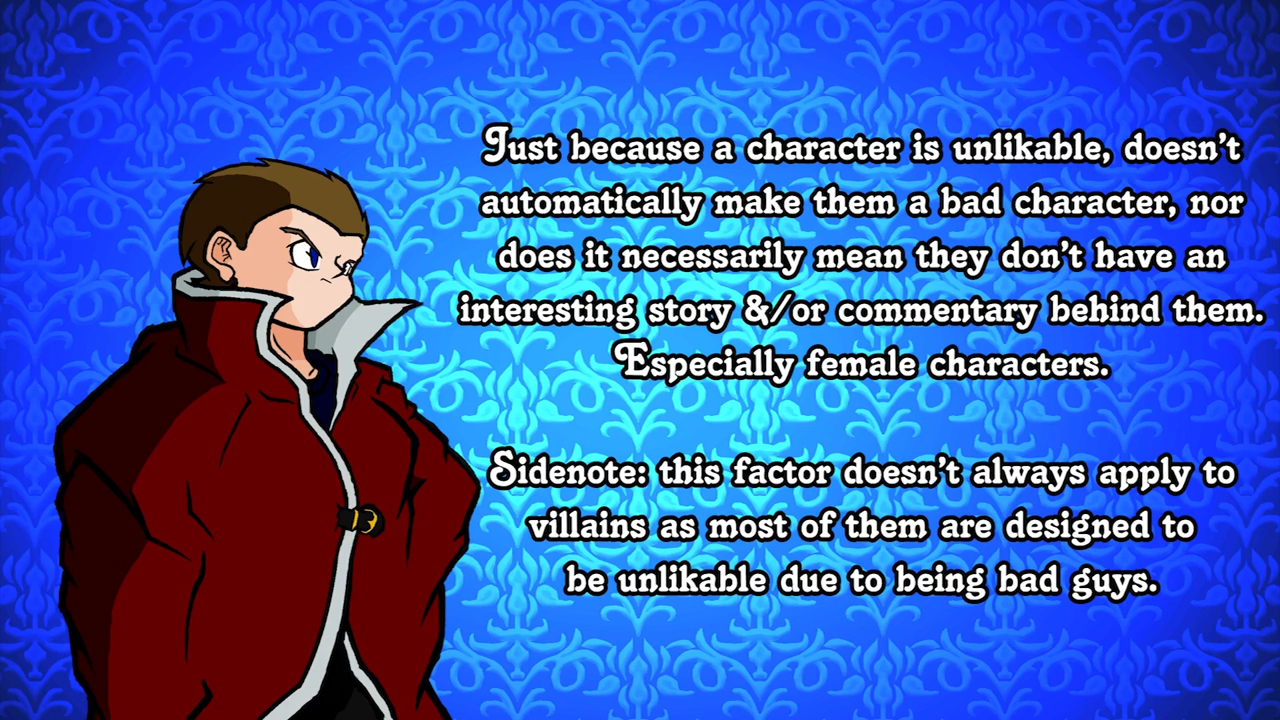 Just because a character is unlikable, doesn't
automatically make them a bad character, nor
does it necessarily mean they don't have an
interesting story &/or commentary behind them.
Especially female characters.
Sidenote: this factor doesn't always apply to
villains as most of them are designed to
be unlikable due to being bad guys.